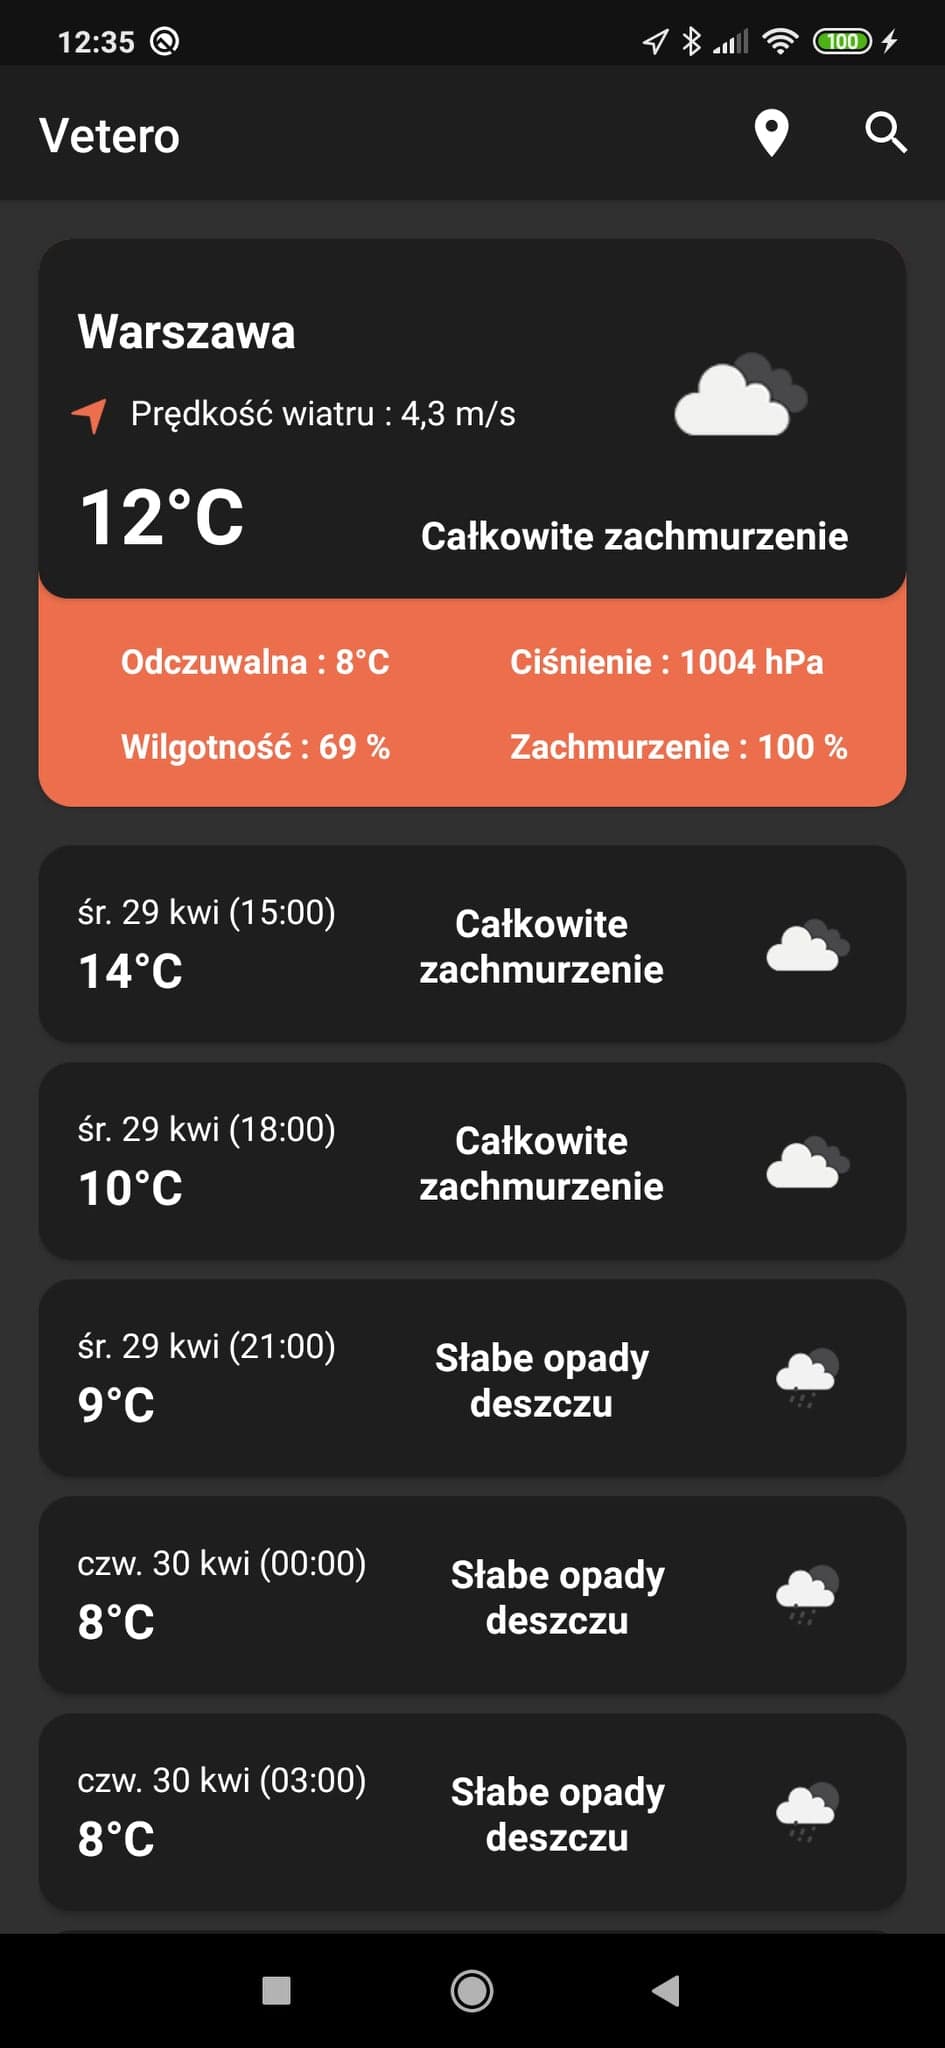 12:35
100
Vetero
Warszawa
Prędkość wiatru : 4,3 m/s
12°C
Całkowite zachmurzenie
Odczuwalna : 8°C
Ciśnienie : 1004 hPa
Wilgotność : 69 %
Zachmurzenie : 100 %
śr. 29 kwi (15:00)
14°C
Całkowite
zachmurzenie
śr. 29 kwi (18:00)
10°C
Całkowite
zachmurzenie
śr. 29 kwi (21:00)
9°C
Słabe opady
deszczu
czw. 30 kwi (00:00)
8°C
Słabe opady
deszczu
czw. 30 kwi (03:00)
8°C
Słabe opady
deszczu